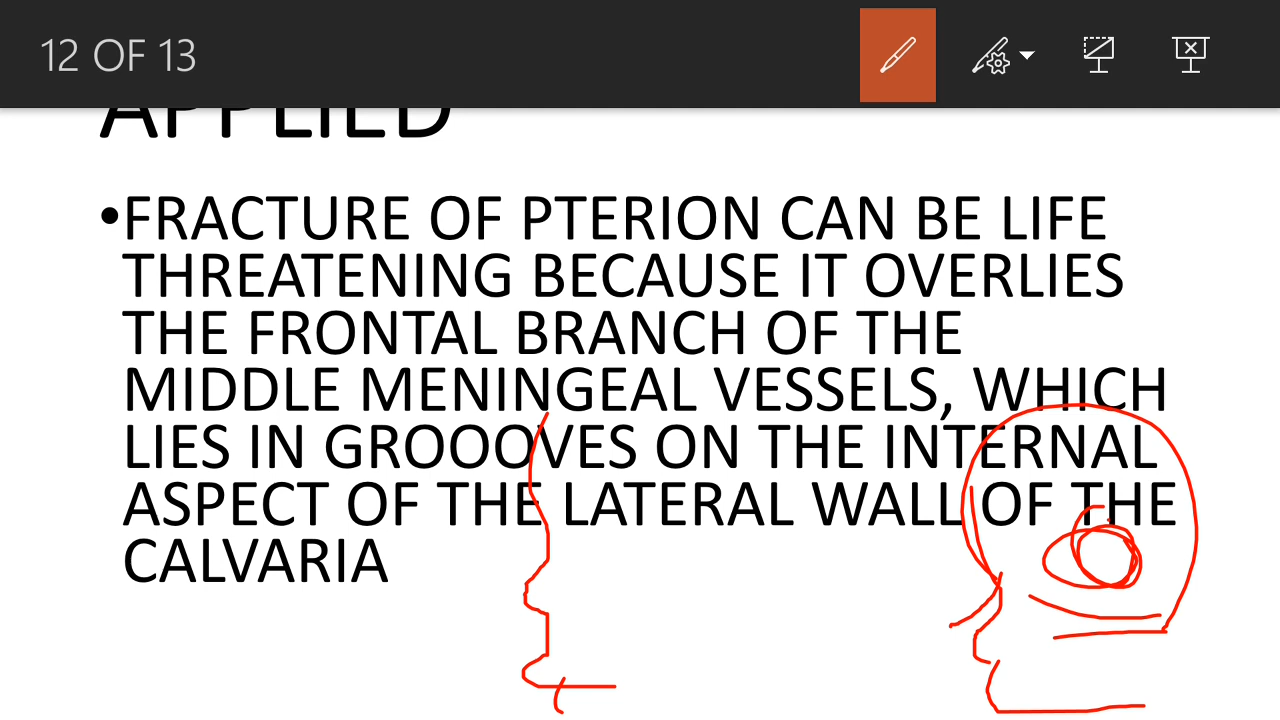 12 OF 13
APPLIED
•FRACTURE OF PTERION CAN BE LIFE
THREATENING BECAUSE IT OVERLIES
THE FRONTAL BRANCH OF THE
MIDDLE MENINGEAL VESSELS, WHICH
LIES IN GROOOVES ON THE INTERNAL
ASPECT OF THE LATERAL WALL OF THE
CALVARIA